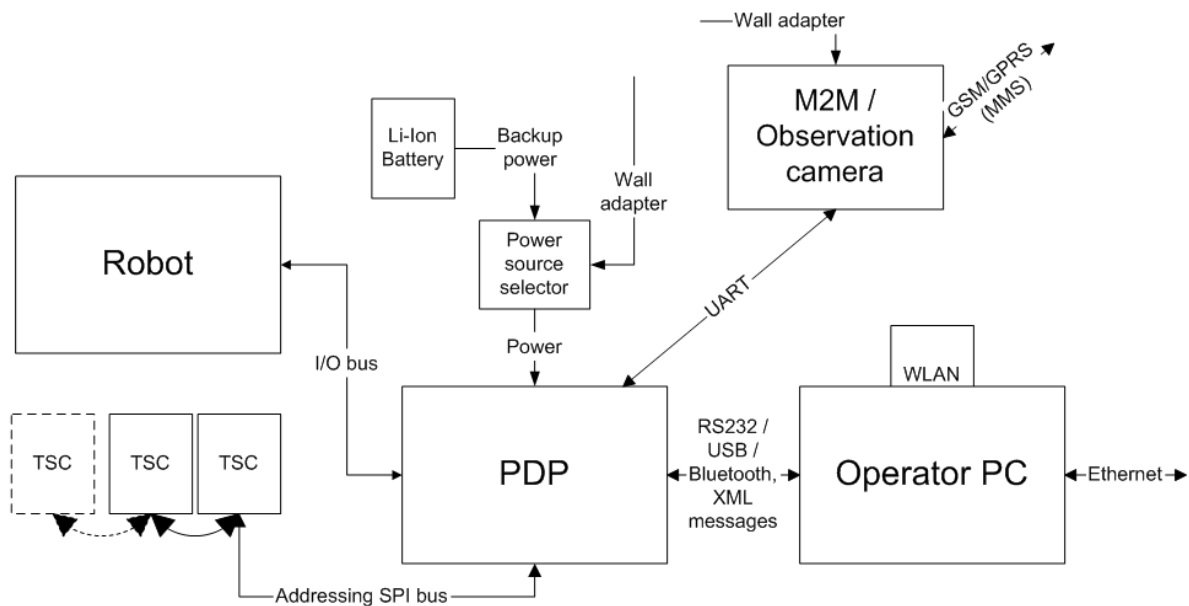 Wall adapter
GSM/GPRS
(MMS)
M2M /
Observation
camera
Li-Ion
Battery
Backup
power
Wall
adapter
Robot
Power
source
selector
UART
Power
I/O bus
WLAN
TSC
TSC
TSC
PDP
RS232 /
USB /
Bluetooth,
XML
messages
Operator PC
Ethernet
Addressing SPI bus